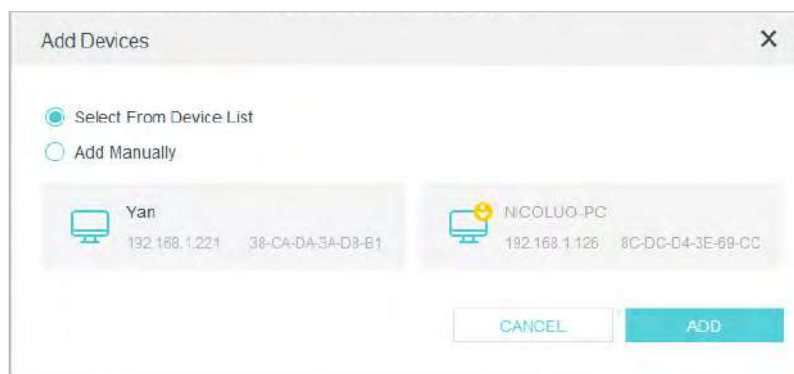 Add Devices
Select From Device List
Add Manually
Yan
192.168.1.221 38-CA-DA-3A-D8-B1
NICOLUO-PC
192.168.1.126 8C-DC-D4-3E-69-CC
CANCEL
ADD